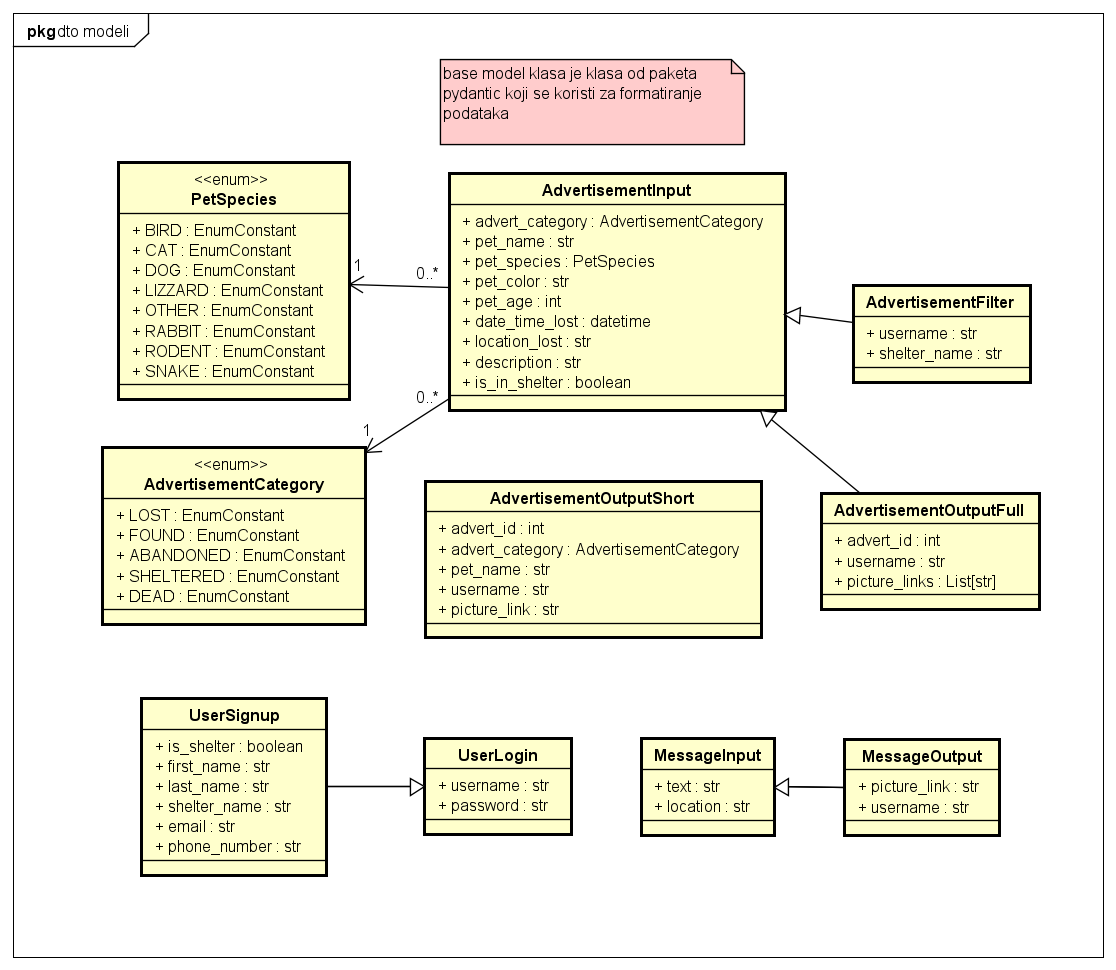 pkg dto modeli
base model klasa je klasa od paketa
pydantic koji se koristi za formatiranje
podataka
<<enum>>
PetSpecies
+ BIRD : EnumConstant
+ CAT : EnumConstant
+ DOG : EnumConstant
+ LIZZARD : EnumConstant
+ OTHER : EnumConstant
+ RABBIT : EnumConstant
+ RODENT : EnumConstant
+ SNAKE : EnumConstant
1
0..*
AdvertisementInput
+ advert_category : AdvertisementCategory
+ pet_name : str
+ pet_species : PetSpecies
+ pet_color : str
+ pet_age : int
+ date_time_lost : datetime
+ location_lost : str
+ description : str
+ is_in_shelter : boolean
AdvertisementFilter
+ username : str
+ shelter_name : str
0..*
1
<<enum>>
AdvertisementCategory
+ LOST : EnumConstant
+ FOUND : EnumConstant
+ ABANDONED : EnumConstant
+ SHELTERED : EnumConstant
+ DEAD : EnumConstant
AdvertisementOutputShort
+ advert_id : int
+ advert_category : AdvertisementCategory
+ pet_name : str
+ username : str
+ picture_link : str
AdvertisementOutputFull
+ advert_id : int
+ username : str
+ picture_links : List[str]
UserSignup
+ is_shelter : boolean
+ first_name : str
+ last_name : str
+ shelter_name : str
+ email : str
+ phone_number : str
UserLogin
+ username : str
+ password : str
MessageInput
+ text : str
+ location : str
MessageOutput
+ picture_link : str
+ username : str